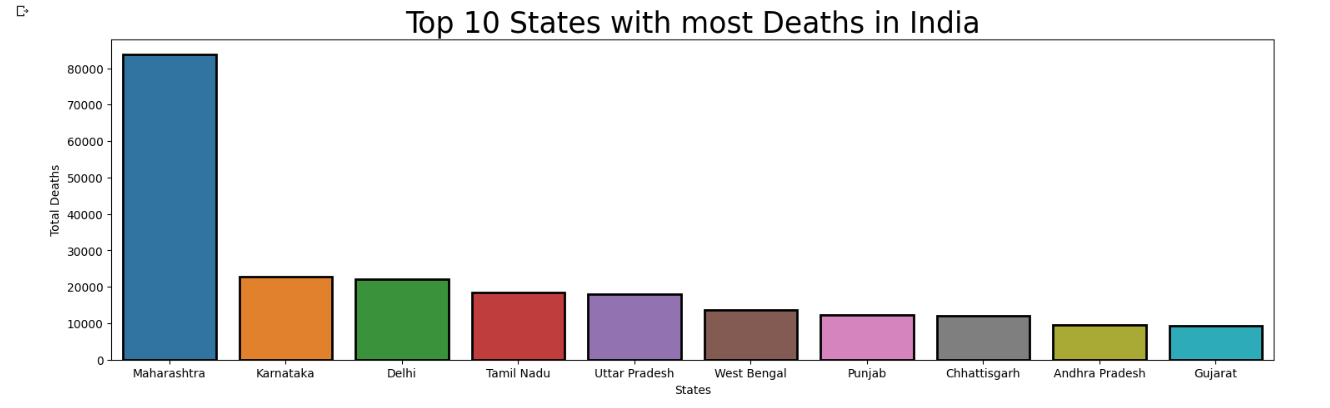 Top 10 States with most Deaths in India
80000
70000
60000
50000
40000
30000
20000
10000
0
Total Deaths
Maharashtra Karnataka Delhi Tamil Nadu Uttar Pradesh West Bengal Punjab Chhattisgarh Andhra Pradesh Gujarat
States